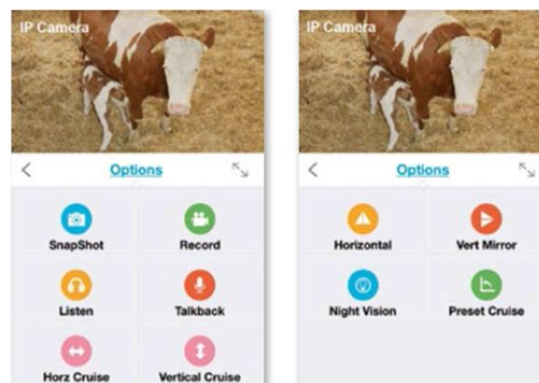 IP Camera
Options
SnapShot
Record
Listen
Talkback
Horz Cruise
Vertical Cruise
IP Camera
Options
Horizontal
Vert Mirror
Night Vision
Preset Cruise